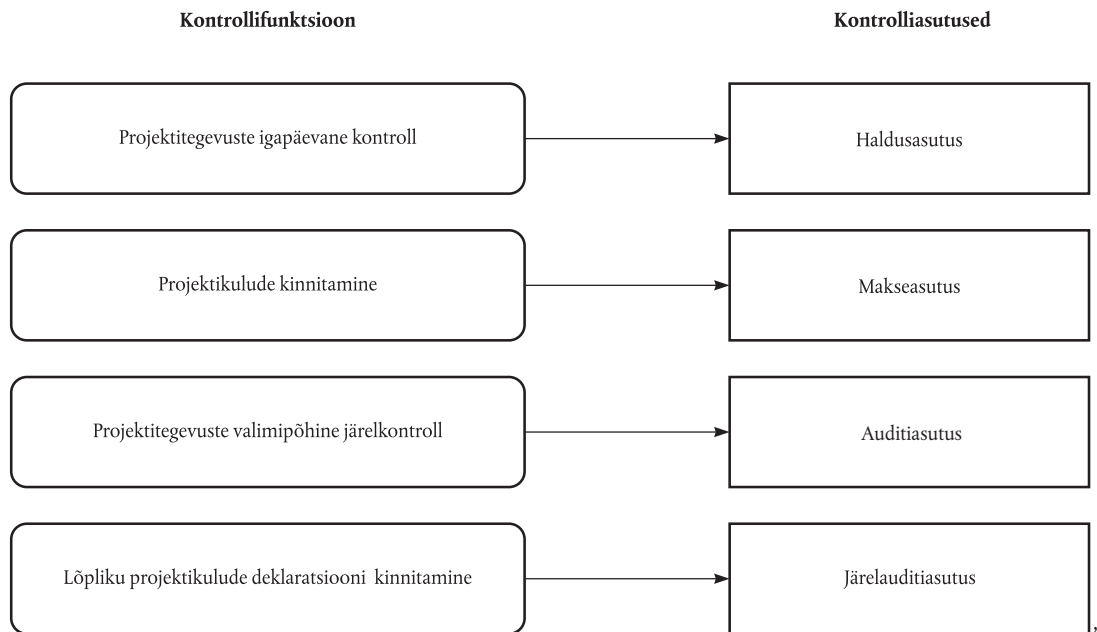 Kontrollifunktsioon Kontrolliasutused
Projektitegevuste igapäevane kontroll Haldusasutus
Projektikulude kinnitamine Makseasutus
Projektitegevuste valimipõhine järelkontroll Auditiasutus
Lõpliku projektikulude deklaratsiooni kinnitamine Järelauditiasutus
,